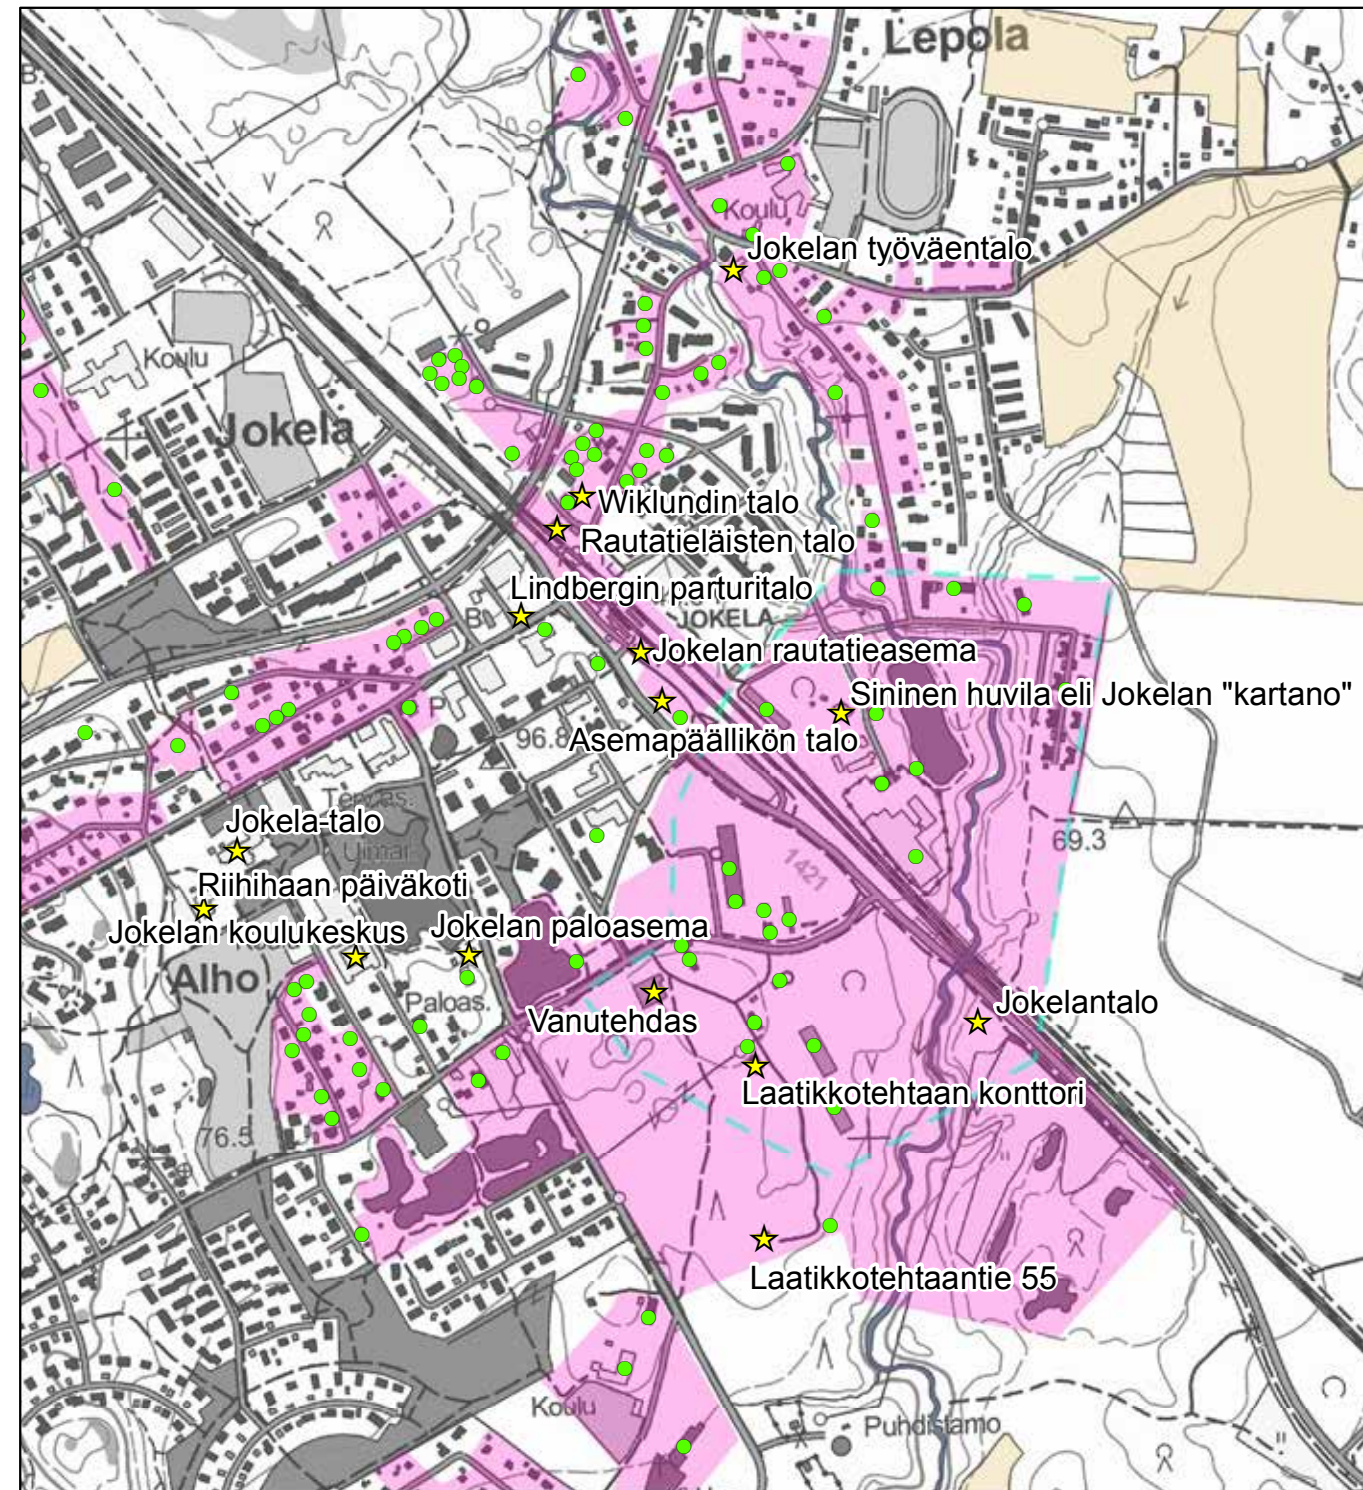 Lepola
Koulu
Jokelan työväentalo
Koulu
Jokela
Wiklundin talo
Rautatieläisten talo
Lindbergin parturitalo
B
JOKELA
Jokelan rautatieasema
Sininen huvila eli Jokelan "kartano"
P
96.8
Asemapäällikön talo
Uimar
Jokela-talo
69.3
1421
Riihihaan päiväkoti
Jokelan koulukeskus
Jokelan paloasema
Alho
Paloas.
Vanutehdas
Jokelantalo
Laatikkotehtaan konttori
76.5
Laatikkotehtaantie 55
Koulu
Puhdistamo